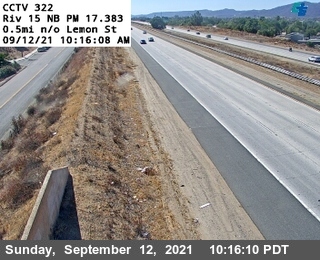 CCTV 322
Riv 15 NB PM 17.383
0.5mi n/o Lemon St
09/12/21 10:16:08 AM
Sunday, September 12, 2021 10:16:10 PDT